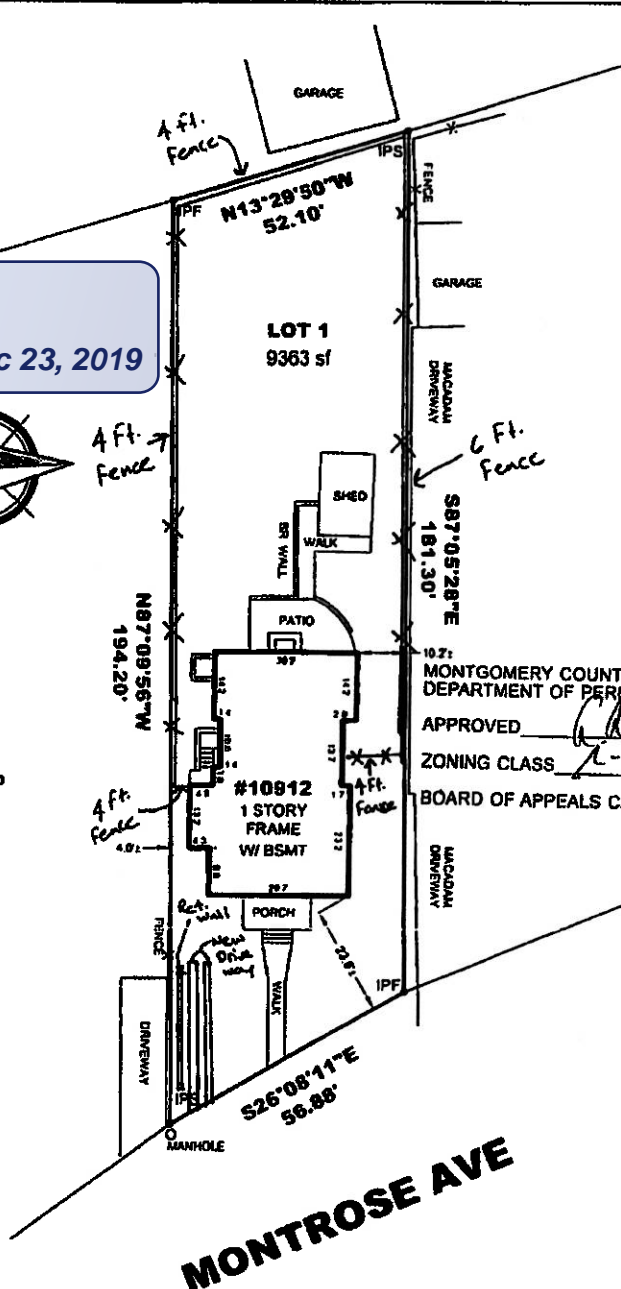 GARAGE
4 ft.
Fence
IPS
IPF
N13°29'50"W
52.10'
FENCE
GARAGE
LOT 1
9363 sf
23, 2019
MACADAM
DRIVEWAY
4 Ft.
Fence
6 Ft.
Fence
SHED
BR WALL
WALK
S87°05'28"E
181.30'
PATIO
N87°09'56"W
194.20'
10.2'±
MONTGOMERY COUNT
DEPARTMENT OF PER
APPROVED
ZONING CLASS
BOARD OF APPEALS C
#10912
1 STORY
FRAME
W/ BSMT
4 ft.
Fence
4 ft.
Fence
4.0'±
MACADAM
DRIVEWAY
Ret.
Wall
PORCH
FENCE
New
Drive
way
WALK
IPF
DRIVEWAY
S26°08'11"E
56.88'
MANHOLE
MONTROSE AVE